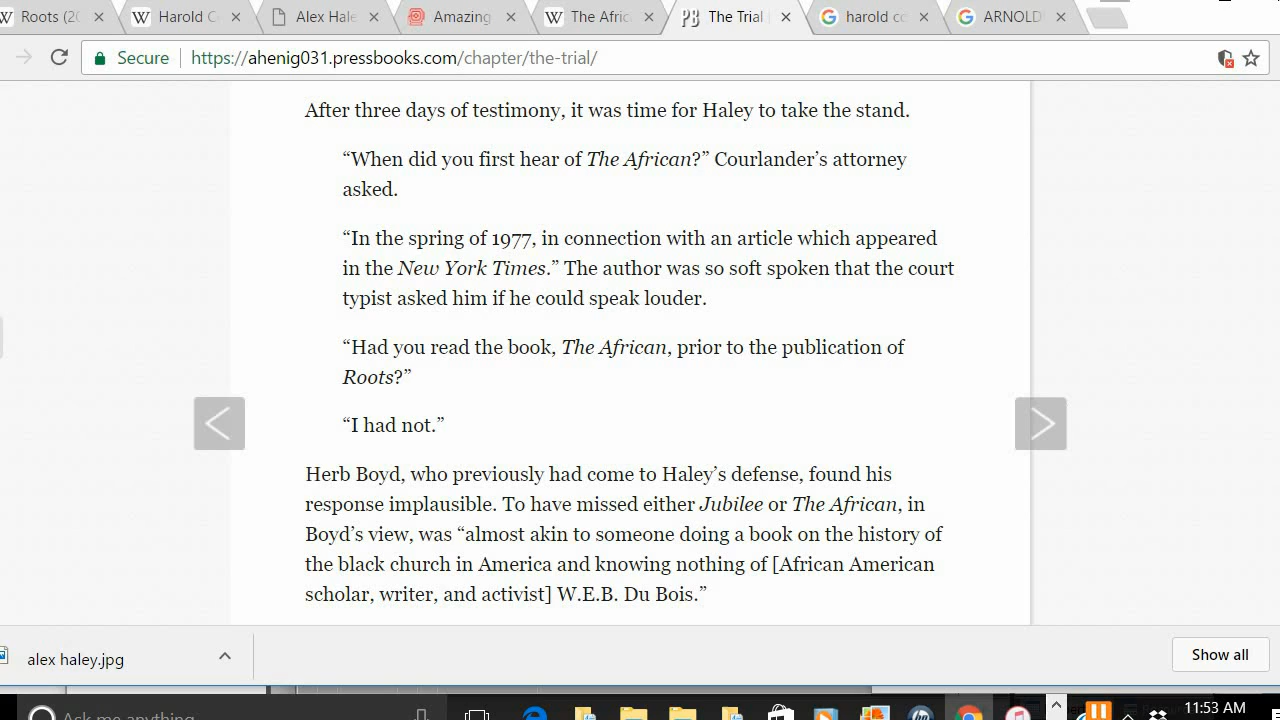 Roots (20
Harold C
Alex Hale
Amazing
The Afric
The Trial
harold co
ARNOLD
Secure
https://ahenig031.pressbooks.com/chapter/the-trial/
After three days of testimony, it was time for Haley to take the stand.
“When did you first hear of The African?” Courlander’s attorney
asked.
“In the spring of 1977, in connection with an article which appeared
in the New York Times.” The author was so soft spoken that the court
typist asked him if he could speak louder.
“Had you read the book, The African, prior to the publication of
Roots?”
“I had not.”
Herb Boyd, who previously had come to Haley’s defense, found his
response implausible. To have missed either Jubilee or The African, in
Boyd’s view, was “almost akin to someone doing a book on the history of
the black church in America and knowing nothing of [African American
scholar, writer, and activist] W.E.B. Du Bois.”
alex haley.jpg
Show all
Ask me anything
11:53 AM